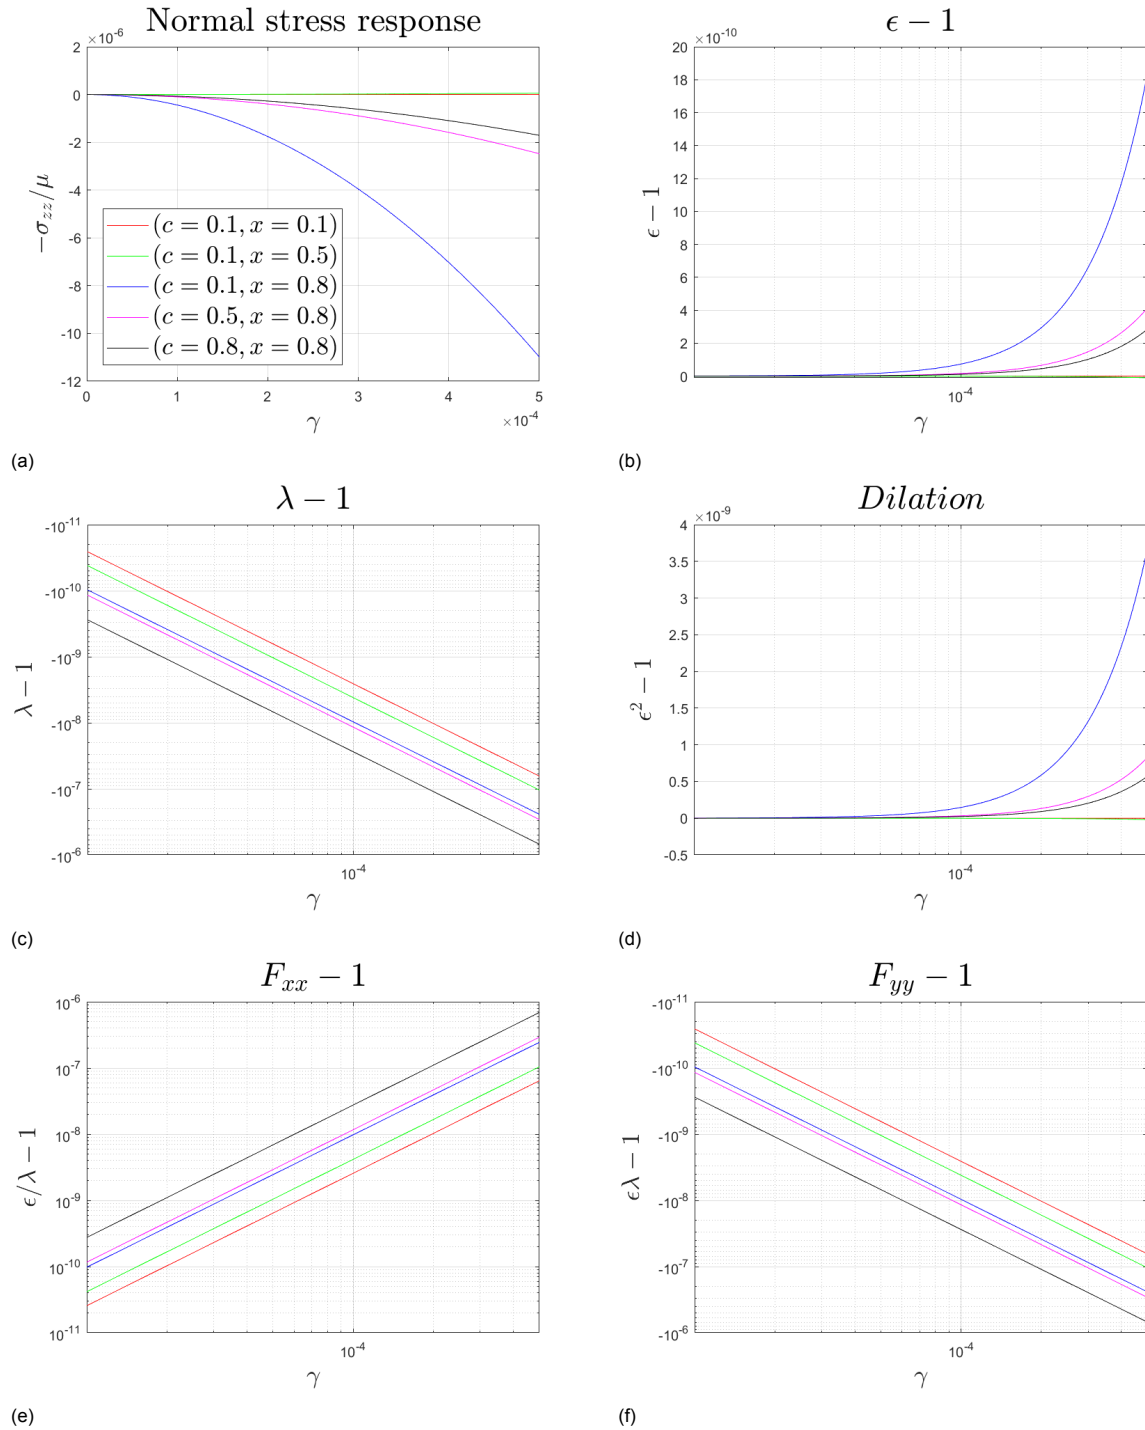 Normal stress response
×10⁻⁶
2
0
-2
-4
-6
-8
-10
-12
−σ_zz/μ
(c = 0.1, x = 0.1)
(c = 0.1, x = 0.5)
(c = 0.1, x = 0.8)
(c = 0.5, x = 0.8)
(c = 0.8, x = 0.8)
0 1 2 3 4 5
×10⁻⁴
γ
(a)
ϵ − 1
×10⁻¹⁰
20
18
16
14
12
10
8
6
4
2
0
ϵ − 1
10⁻⁴
γ
(b)
λ − 1
-10⁻¹¹
-10⁻¹⁰
-10⁻⁹
-10⁻⁸
-10⁻⁷
-10⁻⁶
λ − 1
10⁻⁴
γ
(c)
Dilation
×10⁻⁹
4
3.5
3
2.5
2
1.5
1
0.5
0
-0.5
ϵ² − 1
10⁻⁴
γ
(d)
F_xx − 1
10⁻⁶
10⁻⁷
10⁻⁸
10⁻⁹
10⁻¹⁰
10⁻¹¹
ϵ/λ − 1
10⁻⁴
γ
(e)
F_yy − 1
-10⁻¹¹
-10⁻¹⁰
-10⁻⁹
-10⁻⁸
-10⁻⁷
-10⁻⁶
ϵλ − 1
10⁻⁴
γ
(f)